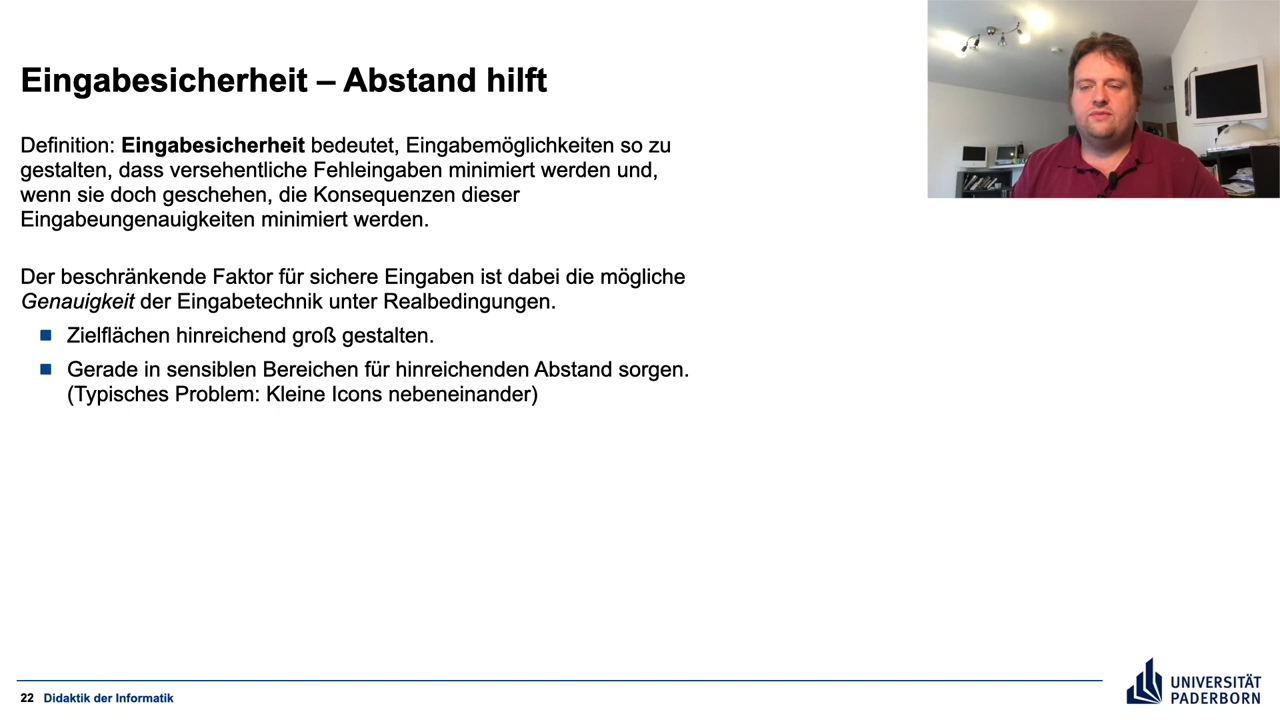 Eingabesicherheit – Abstand hilft
Definition: Eingabesicherheit bedeutet, Eingabemöglichkeiten so zu
gestalten, dass versehentliche Fehleingaben minimiert werden und,
wenn sie doch geschehen, die Konsequenzen dieser
Eingabeungenauigkeiten minimiert werden.
Der beschränkende Faktor für sichere Eingaben ist dabei die mögliche
Genauigkeit der Eingabetechnik unter Realbedingungen.
Zielflächen hinreichend groß gestalten.
Gerade in sensiblen Bereichen für hinreichenden Abstand sorgen.
(Typisches Problem: Kleine Icons nebeneinander)
22 Didaktik der Informatik
UNIVERSITÄT
PADERBORN